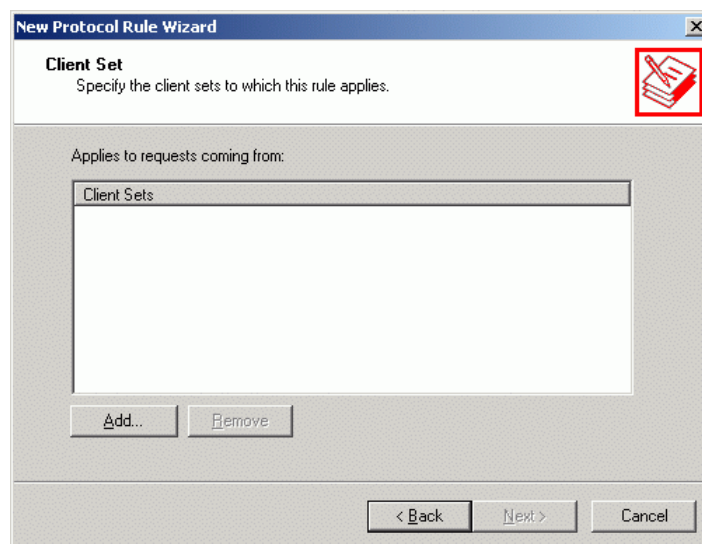 New Protocol Rule Wizard
Client Set
Specify the client sets to which this rule applies.
Applies to requests coming from:
Client Sets
Add...
Remove
< Back
Next >
Cancel